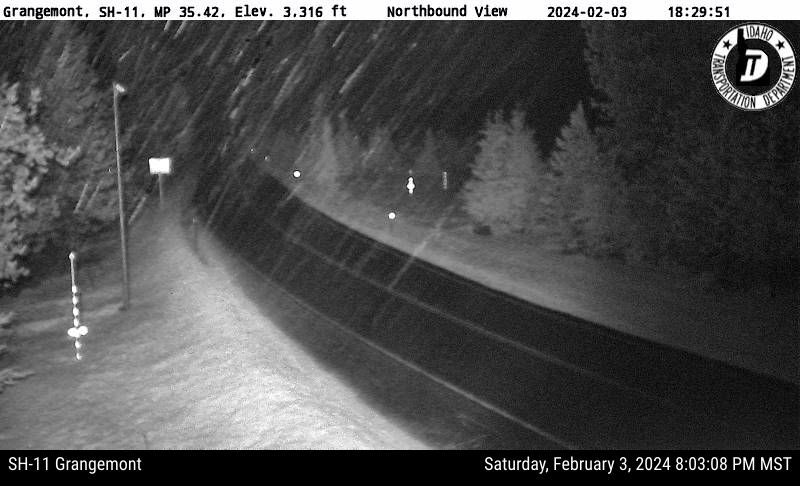 Grangemont, SH-11, MP 35.42, Elev. 3,316 ft Northbound View 2024-02-03 18:29:51
IDAHO
TRANSPORTATION DEPARTMENT
SH-11 Grangemont
Saturday, February 3, 2024 8:03:08 PM MST